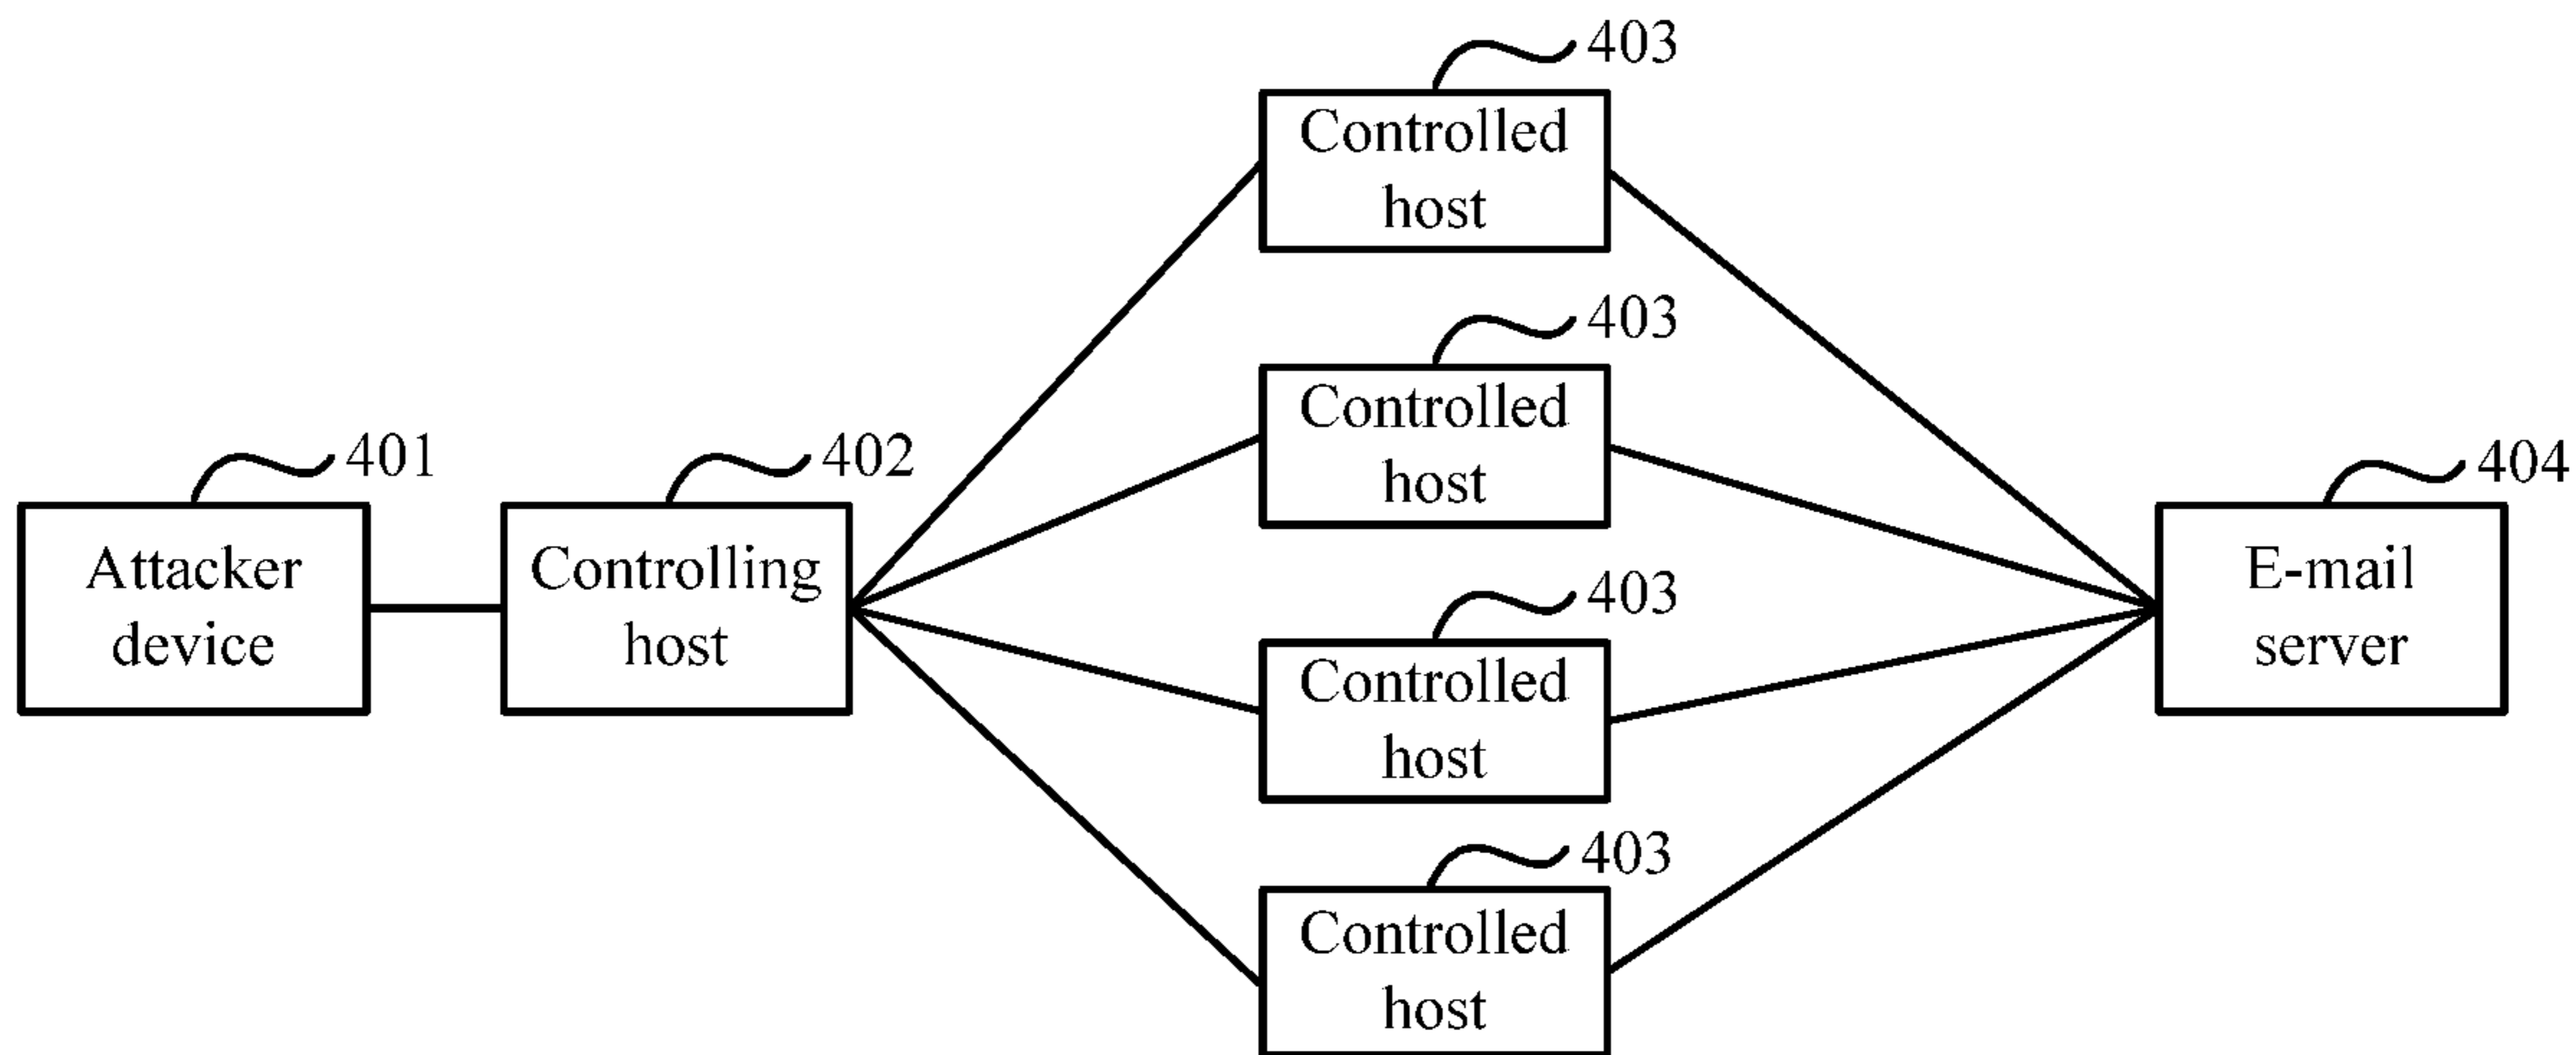 403
Controlled
host
403
Controlled
host
401
Attacker
device
402
Controlling
host
403
Controlled
host
404
E-mail
server
403
Controlled
host